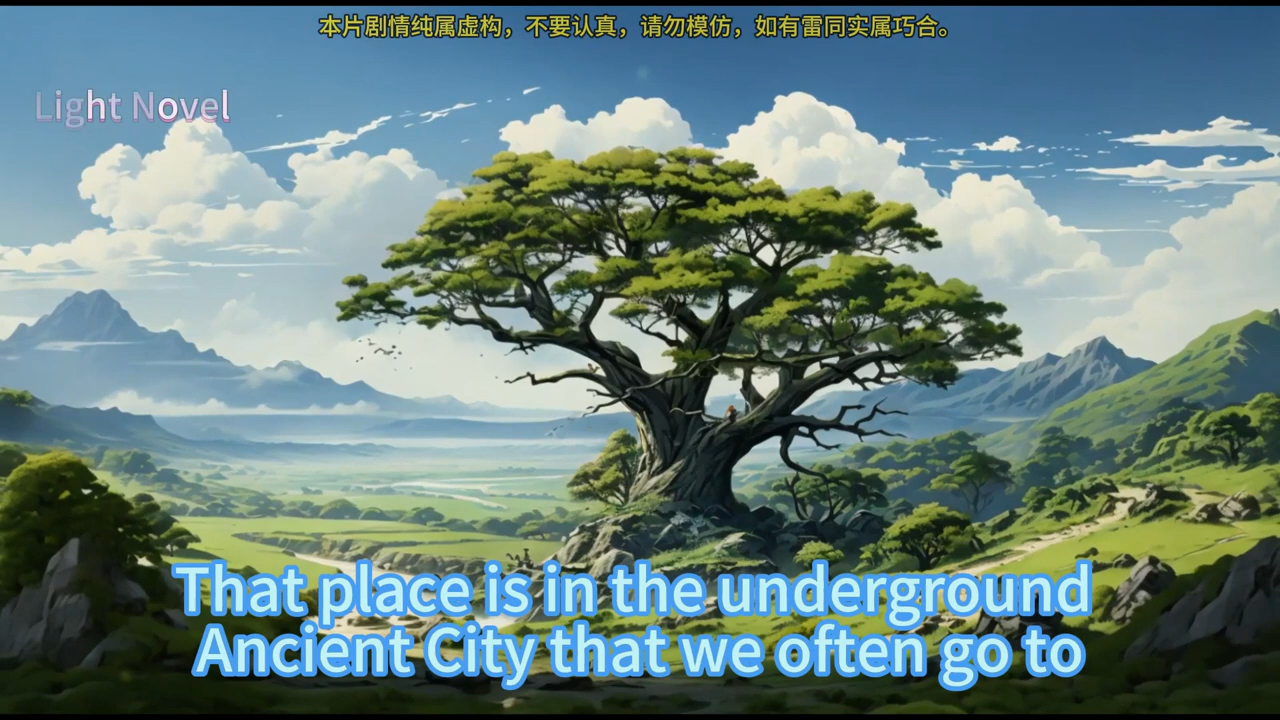 本片剧情纯属虚构，不要认真，请勿模仿，如有雷同实属巧合。
Light Novel
That place is in the underground
Ancient City that we often go to